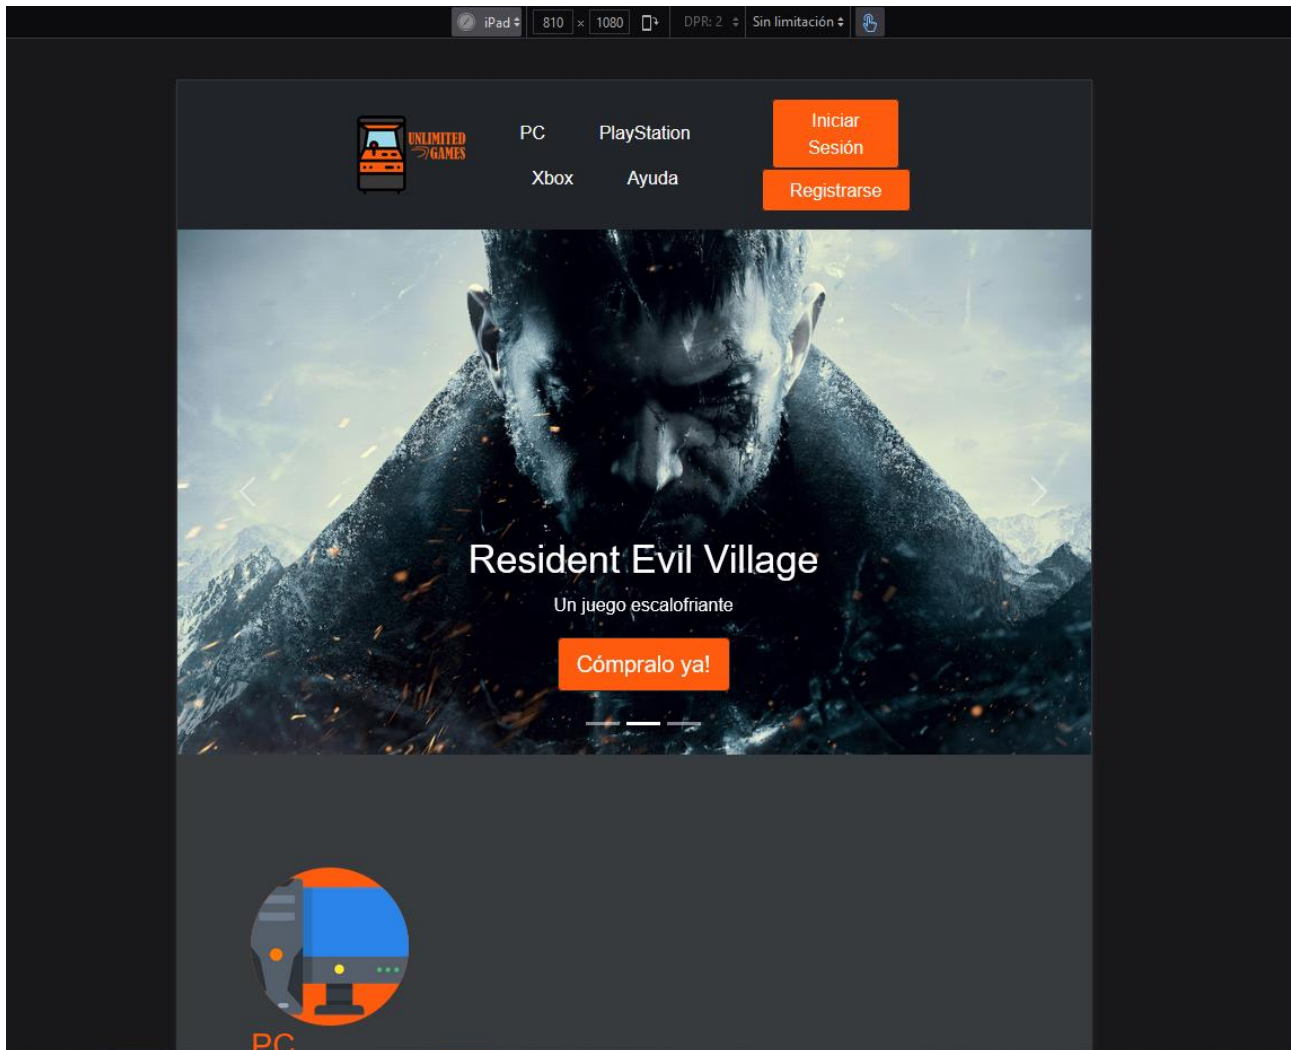 iPad
810 × 1080
DPR: 2
Sin limitación
UNLIMITED
GAMES
PC PlayStation
Xbox Ayuda
Iniciar
Sesión
Registrarse
Resident Evil Village
Un juego escalofriante
Cómpralo ya!
PC